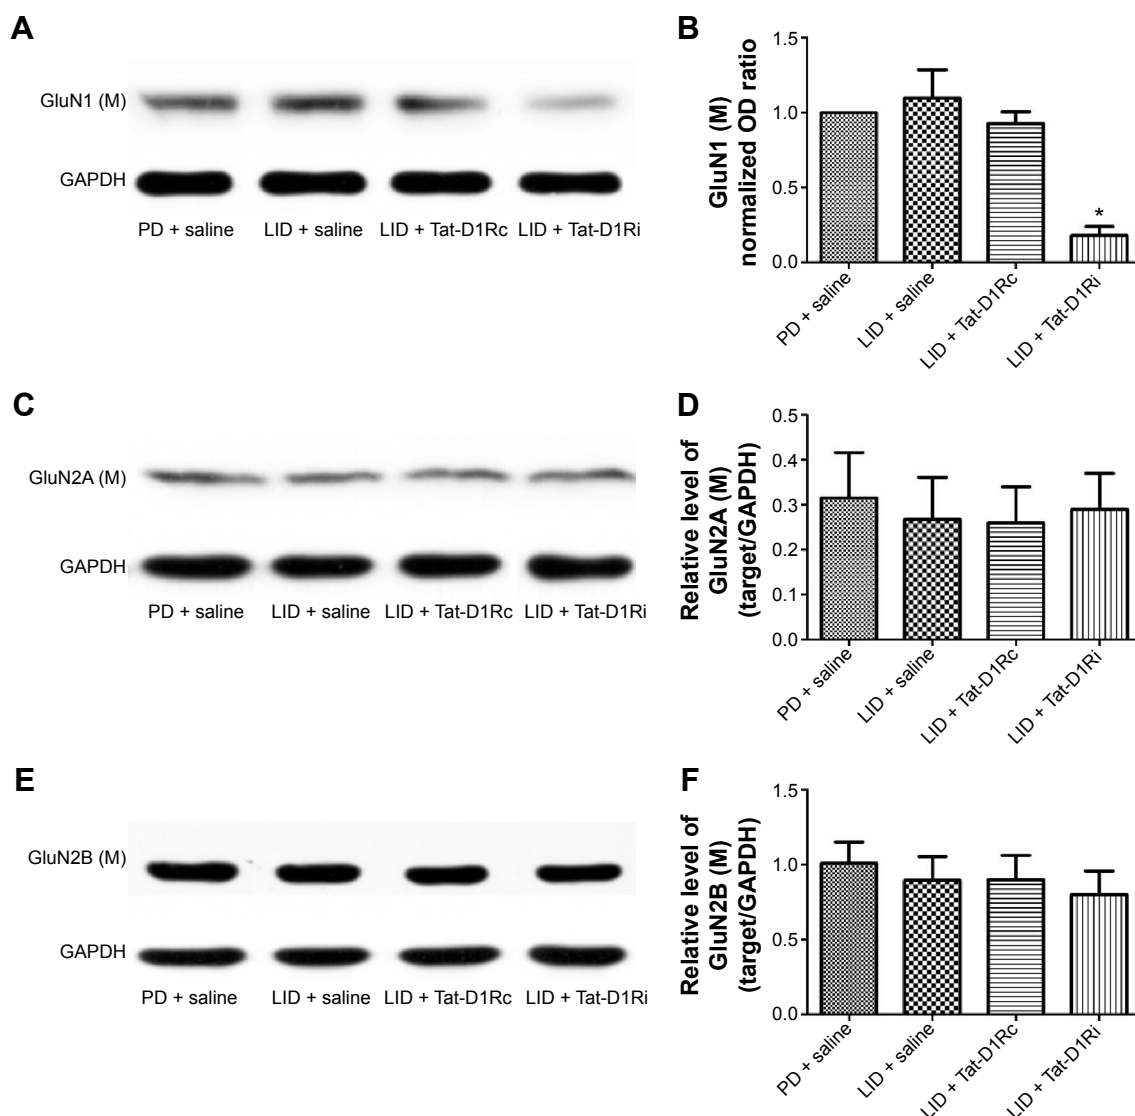 A
GluN1 (M)
GAPDH
PD + saline LID + saline LID + Tat-D1Rc LID + Tat-D1Ri
B
GluN1 (M)
normalized OD ratio
1.5
1.0
0.5
0.0
*
PD + saline
LID + saline
LID + Tat-D1Rc
LID + Tat-D1Ri
C
GluN2A (M)
GAPDH
PD + saline LID + saline LID + Tat-D1Rc LID + Tat-D1Ri
D
Relative level of
GluN2A (M)
(target/GAPDH)
0.5
0.4
0.3
0.2
0.1
0.0
PD + saline
LID + saline
LID + Tat-D1Rc
LID + Tat-D1Ri
E
GluN2B (M)
GAPDH
PD + saline LID + saline LID + Tat-D1Rc LID + Tat-D1Ri
F
Relative level of
GluN2B (M)
(target/GAPDH)
1.5
1.0
0.5
0.0
PD + saline
LID + saline
LID + Tat-D1Rc
LID + Tat-D1Ri